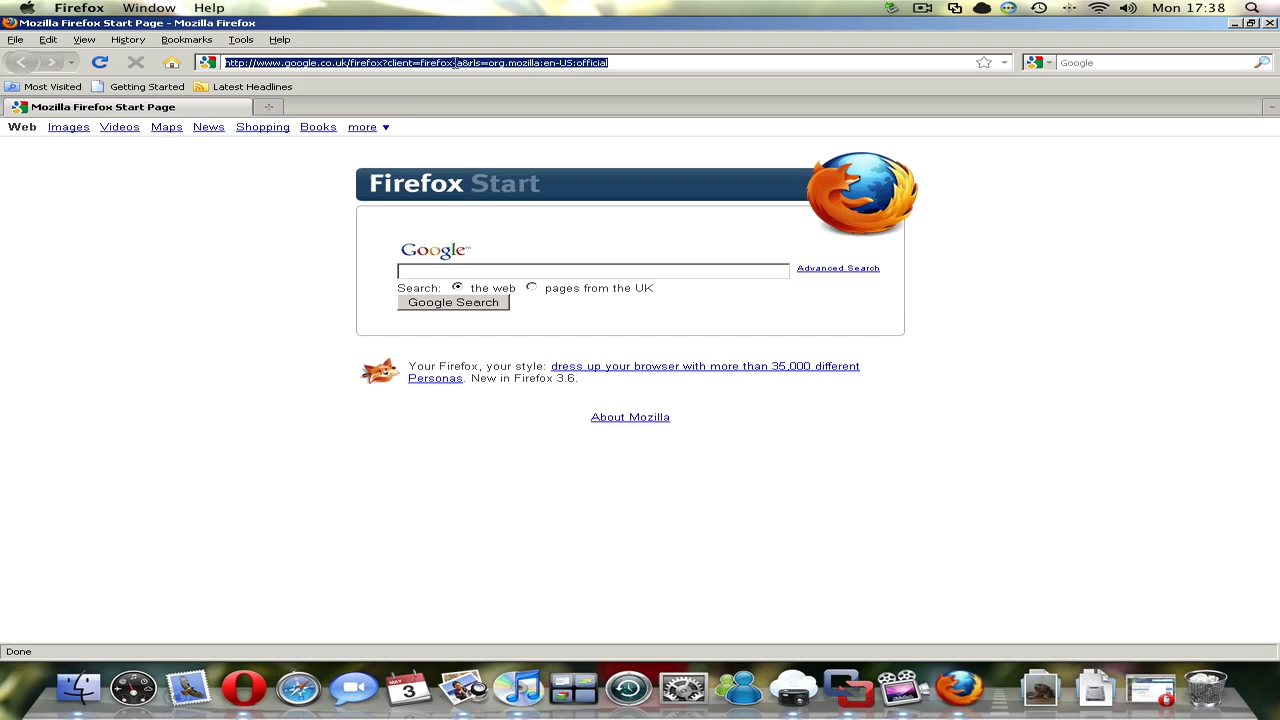 Firefox Window Help Mon 17:38
Mozilla Firefox Start Page - Mozilla Firefox
File Edit View History Bookmarks Tools Help
http://www.google.co.uk/firefox?client=firefox-a&rls=org.mozilla:en-US:official Google
Most Visited Getting Started Latest Headlines
Mozilla Firefox Start Page
Web Images Videos Maps News Shopping Books more
Firefox Start
Google™
Advanced Search
Search: the web pages from the UK
Google Search
Your Firefox, your style: dress up your browser with more than 35,000 different
Personas. New in Firefox 3.6.
About Mozilla
Done
3